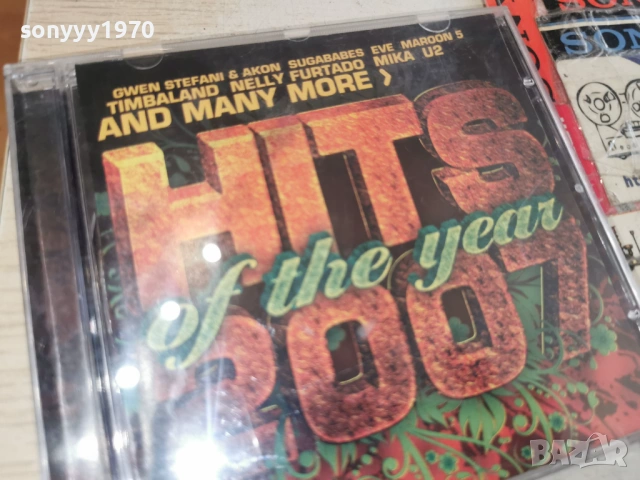 sonyyy1970
GWEN STEFANI & AKON SUGABABES EVE MAROON 5
TIMBALAND NELLY FURTADO MIKA U2
AND MANY MORE >
HITS
of the year
2007
SON
BAZAR